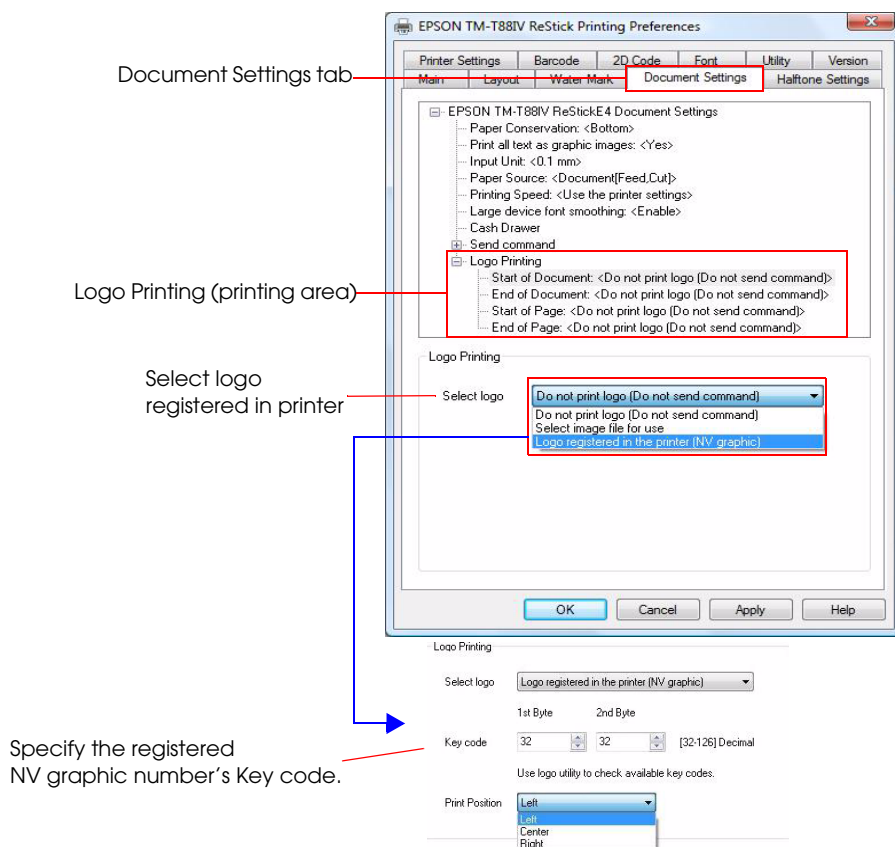 EPSON TM-T88IV ReStick Printing Preferences
Printer Settings Barcode 2D Code Font Utility Version
Main Layout Water Mark Document Settings Halftone Settings
Document Settings tab
EPSON TM-T88IV ReStickE4 Document Settings
Paper Conservation: <Bottom>
Print all text as graphic images: <Yes>
Input Unit: <0.1 mm>
Paper Source: <Document[Feed,Cut]>
Printing Speed: <Use the printer settings>
Large device font smoothing: <Enable>
Cash Drawer
Send command
Logo Printing
Start of Document: <Do not print logo (Do not send command)>
End of Document: <Do not print logo (Do not send command)>
Start of Page: <Do not print logo (Do not send command)>
End of Page: <Do not print logo (Do not send command)>
Logo Printing (printing area)
Logo Printing
Select logo
registered in printer
Select logo Do not print logo (Do not send command)
Do not print logo (Do not send command)
Select image file for use
Logo registered in the printer (NV graphic)
OK Cancel Apply Help
Logo Printing
Select logo Logo registered in the printer (NV graphic)
1st Byte 2nd Byte
Key code 32 32 [32-126] Decimal
Specify the registered
NV graphic number's Key code.
Use logo utility to check available key codes.
Print Position Left
Left
Center
Right